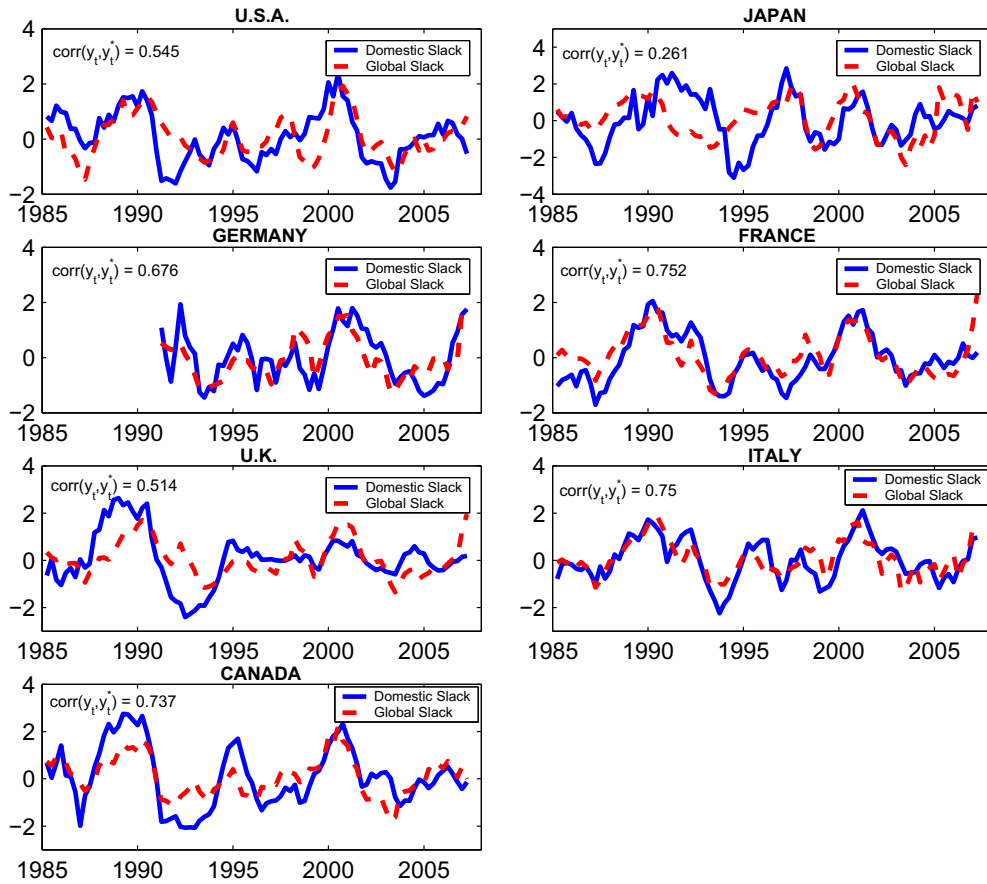 U.S.A.
corr(y_t,y_t^*) = 0.545
Domestic Slack
Global Slack
4
2
0
−2
1985 1990 1995 2000 2005
JAPAN
corr(y_t,y_t^*) = 0.261
Domestic Slack
Global Slack
4
2
0
−2
−4
1985 1990 1995 2000 2005
GERMANY
corr(y_t,y_t^*) = 0.676
Domestic Slack
Global Slack
4
2
0
−2
1985 1990 1995 2000 2005
FRANCE
corr(y_t,y_t^*) = 0.752
Domestic Slack
Global Slack
4
2
0
−2
1985 1990 1995 2000 2005
U.K.
corr(y_t,y_t^*) = 0.514
Domestic Slack
Global Slack
4
2
0
−2
1985 1990 1995 2000 2005
ITALY
corr(y_t,y_t^*) = 0.75
Domestic Slack
Global Slack
4
2
0
−2
1985 1990 1995 2000 2005
CANADA
corr(y_t,y_t^*) = 0.737
Domestic Slack
Global Slack
4
2
0
−2
1985 1990 1995 2000 2005